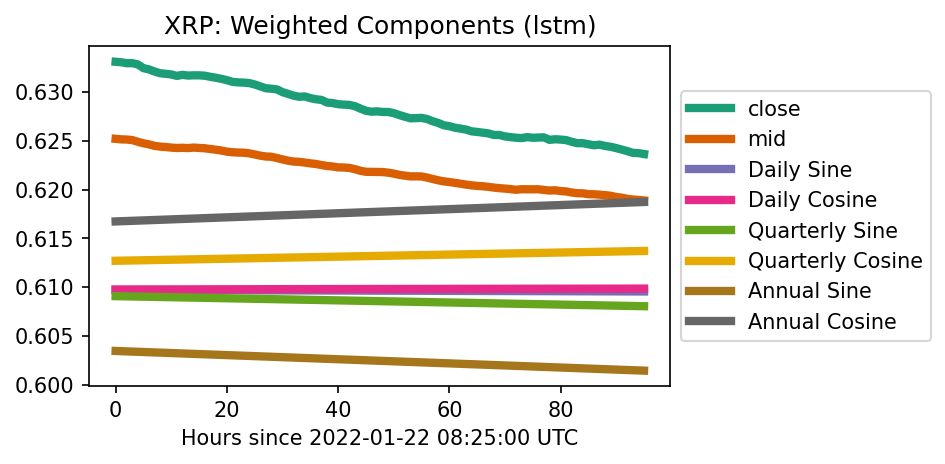 XRP: Weighted Components (lstm)
0.630
0.625
0.620
0.615
0.610
0.605
0.600
0
20
40
60
80
Hours since 2022-01-22 08:25:00 UTC
close
mid
Daily Sine
Daily Cosine
Quarterly Sine
Quarterly Cosine
Annual Sine
Annual Cosine